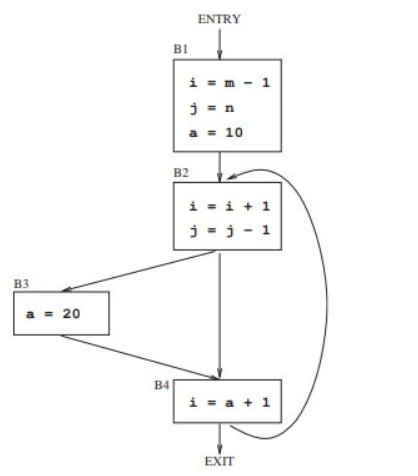 ENTRY
B1
i = m - 1
j = n
a = 10
B2
i = i + 1
j = j - 1
B3
a = 20
B4
i = a + 1
EXIT